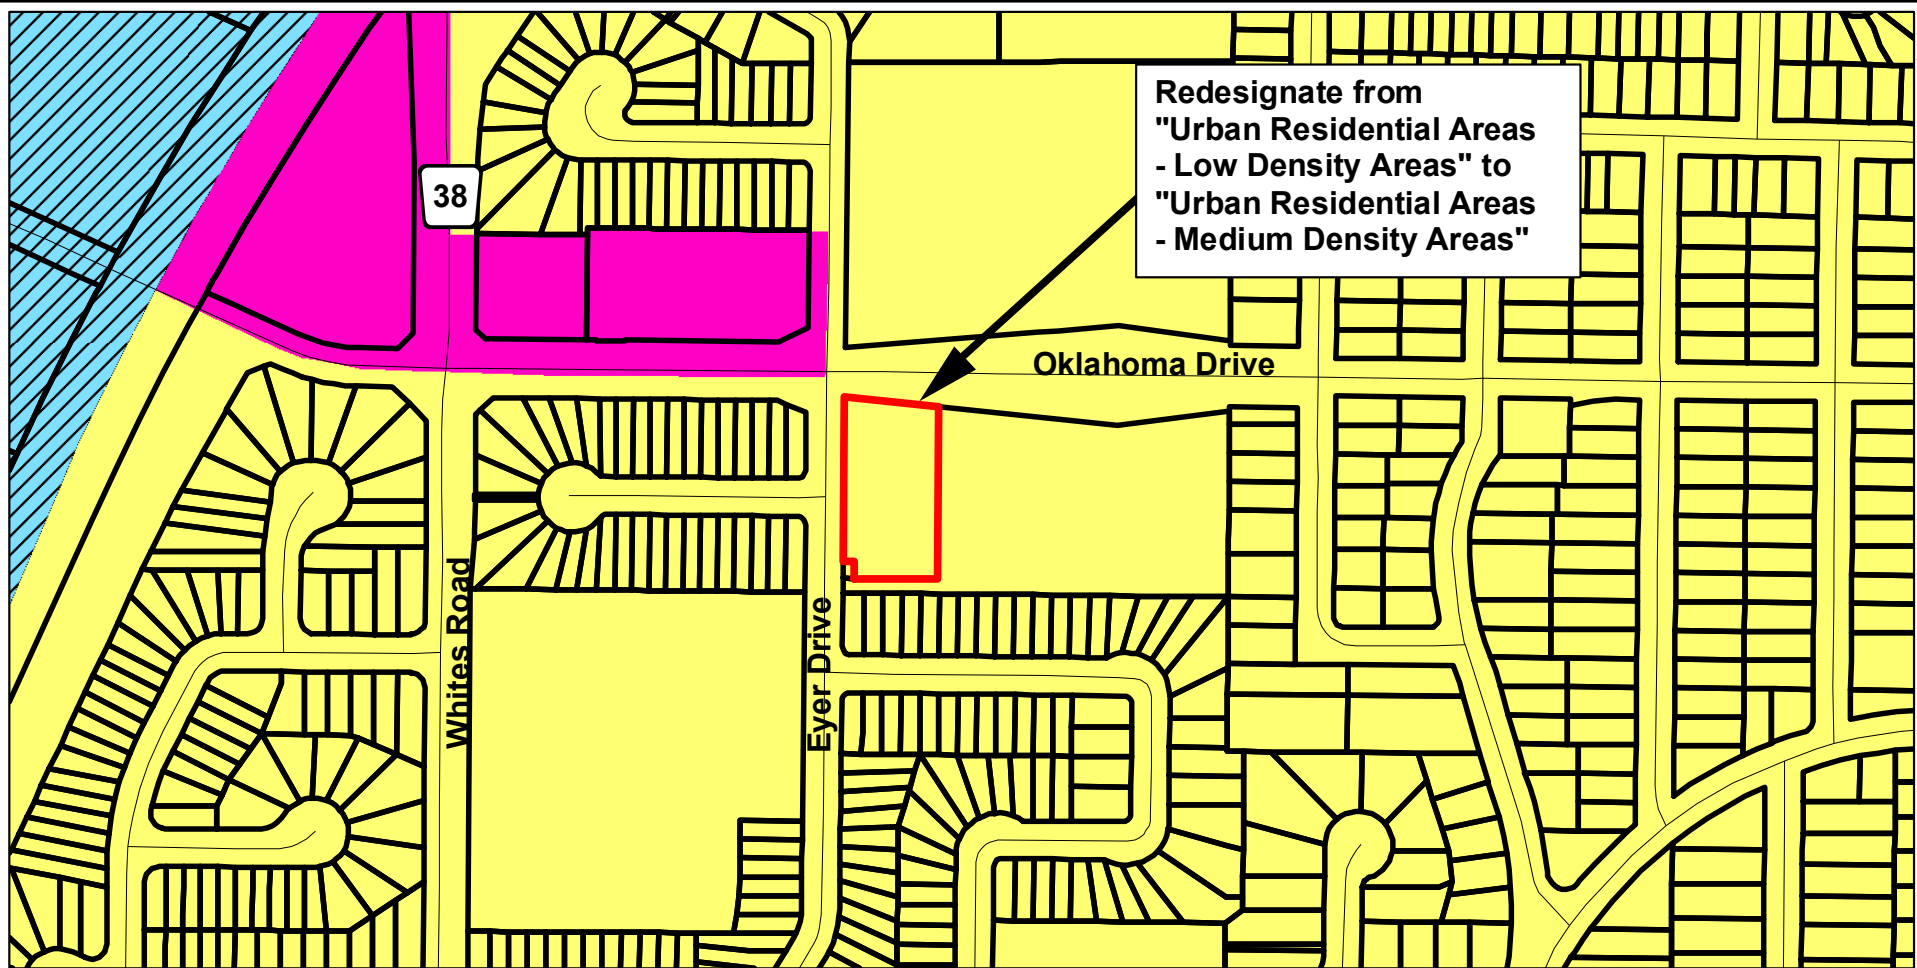 Redesignate from
"Urban Residential Areas
- Low Density Areas" to
"Urban Residential Areas
- Medium Density Areas"
38
Oklahoma Drive
Whites Road
Eyer Drive